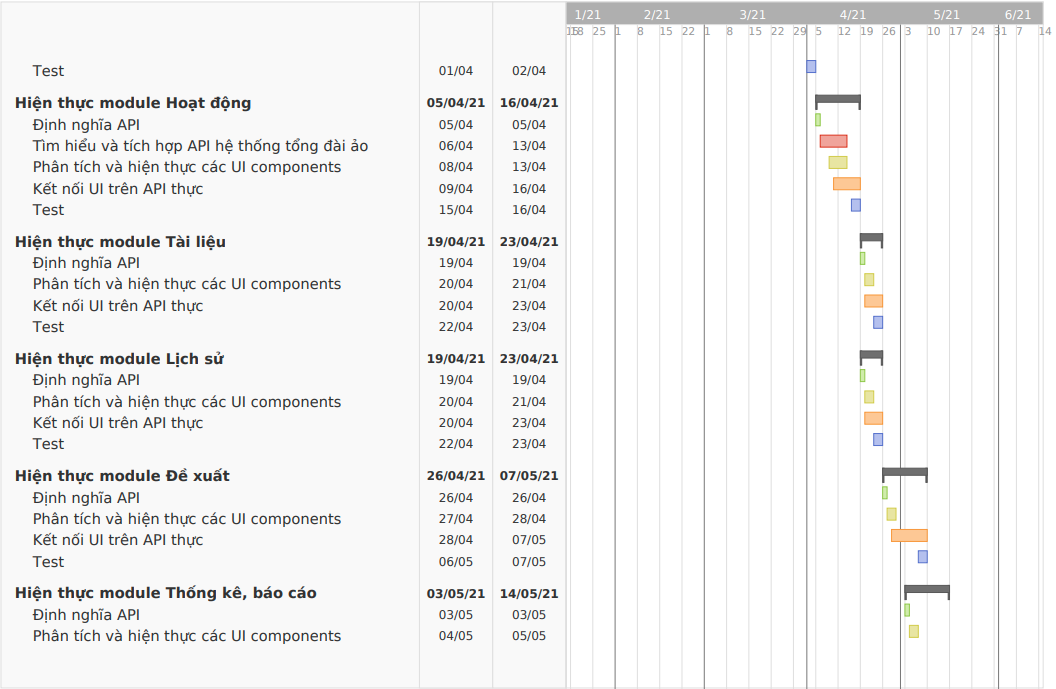 1/21 2/21 3/21 4/21 5/21 6/21
18 25 1 8 15 22 1 8 15 22 29 5 12 19 26 3 10 17 24 31 7 14
Test 01/04 02/04
Hiện thực module Hoạt động 05/04/21 16/04/21
Định nghĩa API 05/04 05/04
Tìm hiểu và tích hợp API hệ thống tổng đài ảo 06/04 13/04
Phân tích và hiện thực các UI components 08/04 13/04
Kết nối UI trên API thực 09/04 16/04
Test 15/04 16/04
Hiện thực module Tài liệu 19/04/21 23/04/21
Định nghĩa API 19/04 19/04
Phân tích và hiện thực các UI components 20/04 21/04
Kết nối UI trên API thực 20/04 23/04
Test 22/04 23/04
Hiện thực module Lịch sử 19/04/21 23/04/21
Định nghĩa API 19/04 19/04
Phân tích và hiện thực các UI components 20/04 21/04
Kết nối UI trên API thực 20/04 23/04
Test 22/04 23/04
Hiện thực module Đề xuất 26/04/21 07/05/21
Định nghĩa API 26/04 26/04
Phân tích và hiện thực các UI components 27/04 28/04
Kết nối UI trên API thực 28/04 07/05
Test 06/05 07/05
Hiện thực module Thống kê, báo cáo 03/05/21 14/05/21
Định nghĩa API 03/05 03/05
Phân tích và hiện thực các UI components 04/05 05/05